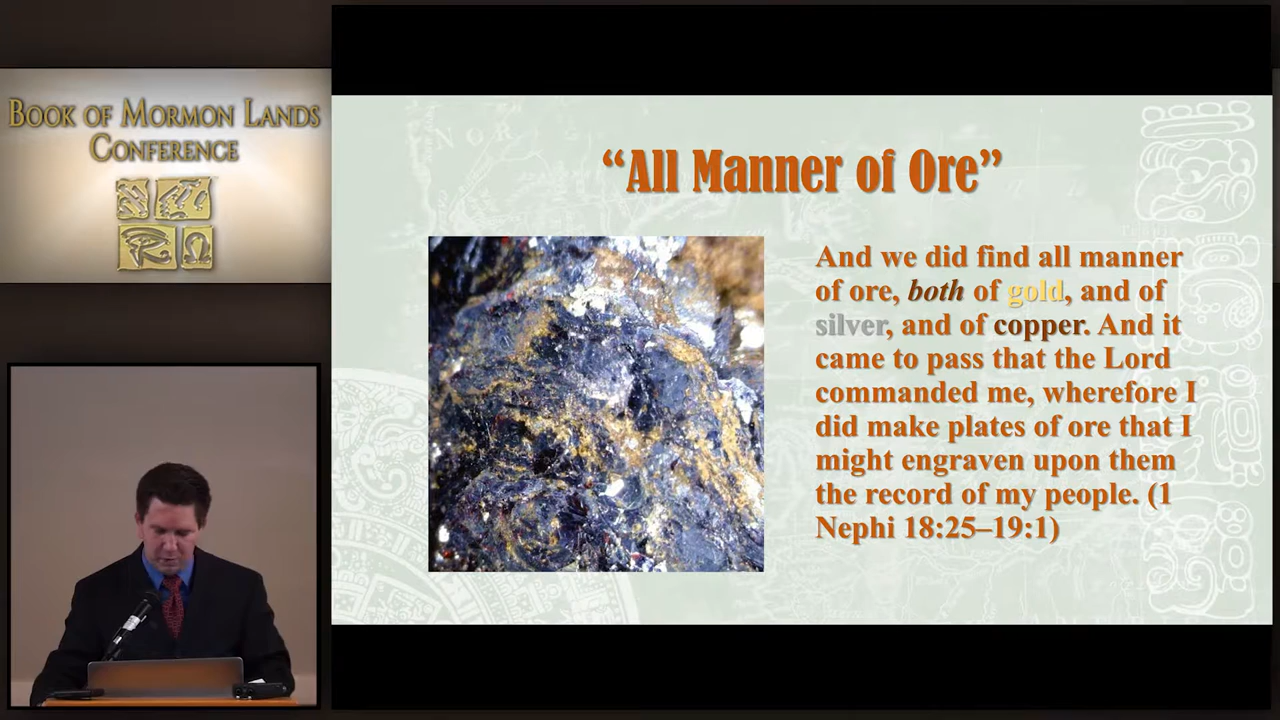 BOOK OF MORMON LANDS
CONFERENCE
“All Manner of Ore”
And we did find all manner
of ore, both of gold, and of
silver, and of copper. And it
came to pass that the Lord
commanded me, wherefore I
did make plates of ore that I
might engraven upon them
the record of my people. (1
Nephi 18:25–19:1)